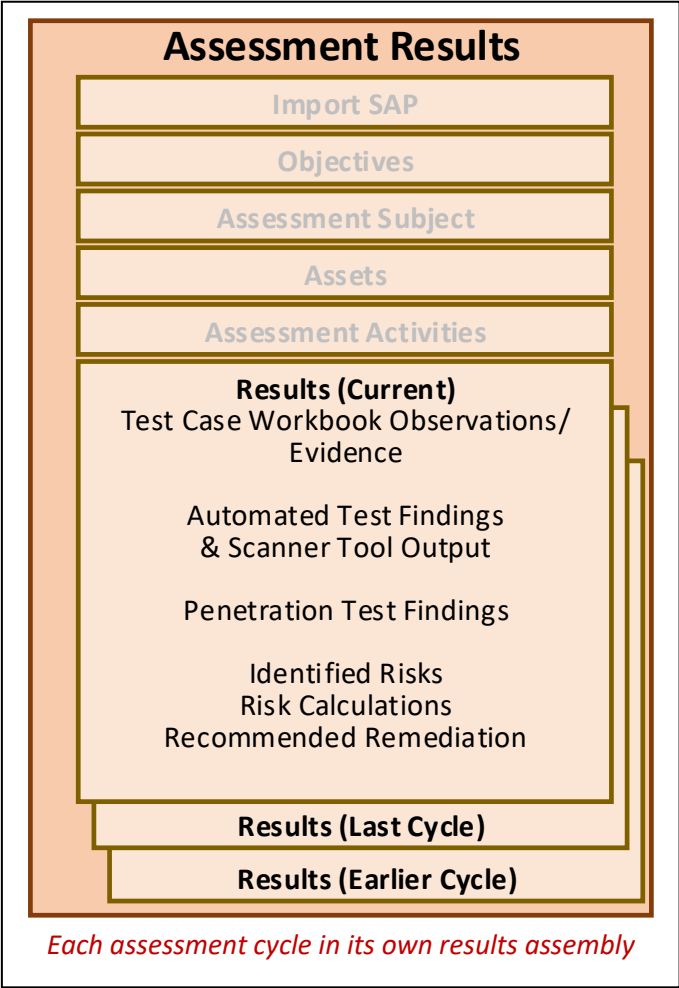 Assessment Results
Import SAP
Objectives
Assessment Subject
Assets
Assessment Activities
Results (Current)
Test Case Workbook Observations/
Evidence
Automated Test Findings
& Scanner Tool Output
Penetration Test Findings
Identified Risks
Risk Calculations
Recommended Remediation
Results (Last Cycle)
Results (Earlier Cycle)
Each assessment cycle in its own results assembly